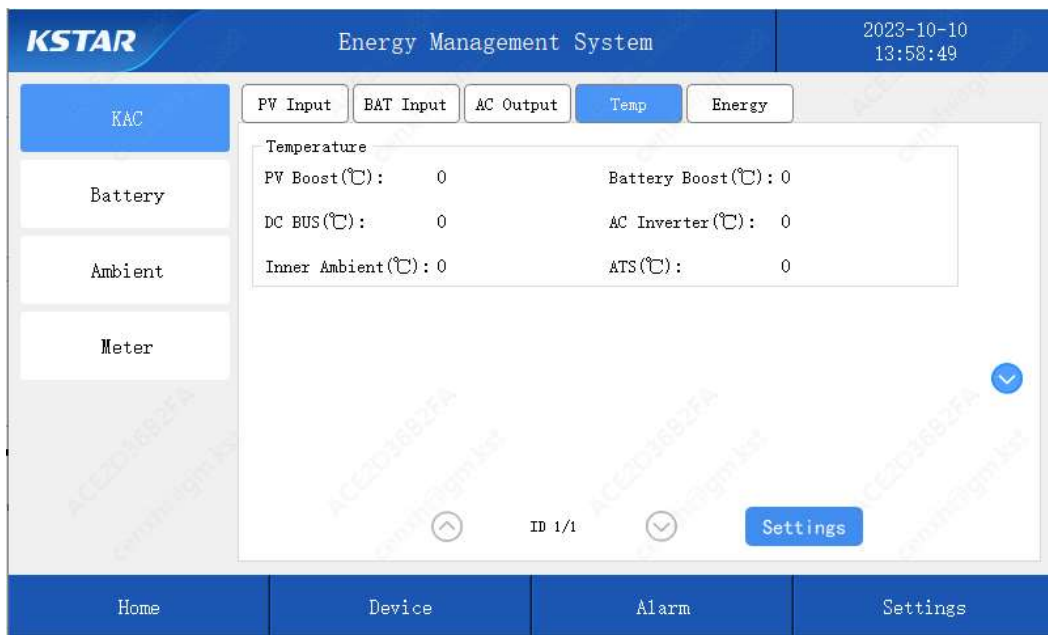 KSTAR
Energy Management System
2023-10-10
13:58:49
KAC
Battery
Ambient
Meter
PV Input
BAT Input
AC Output
Temp
Energy
Temperature
PV Boost(℃): 0
Battery Boost(℃): 0
DC BUS(℃): 0
AC Inverter(℃): 0
Inner Ambient(℃): 0
ATS(℃): 0
ID 1/1
Settings
Home
Device
Alarm
Settings